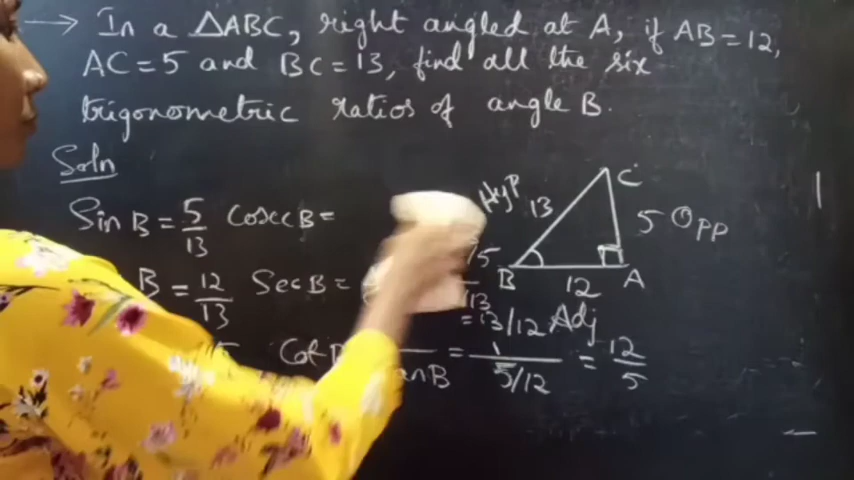 → In a △ABC, right angled at A, if AB=12,
AC=5 and BC=13, find all the six
trigonometric ratios of angle B.
Soln
Sin B = 5/13 Cosec B =
B = 12/13 Sec B =
= 13/12
Cot = 1/(5/12) = 12/5
Hyp 13 C
5 Opp
B 12 A
Adj